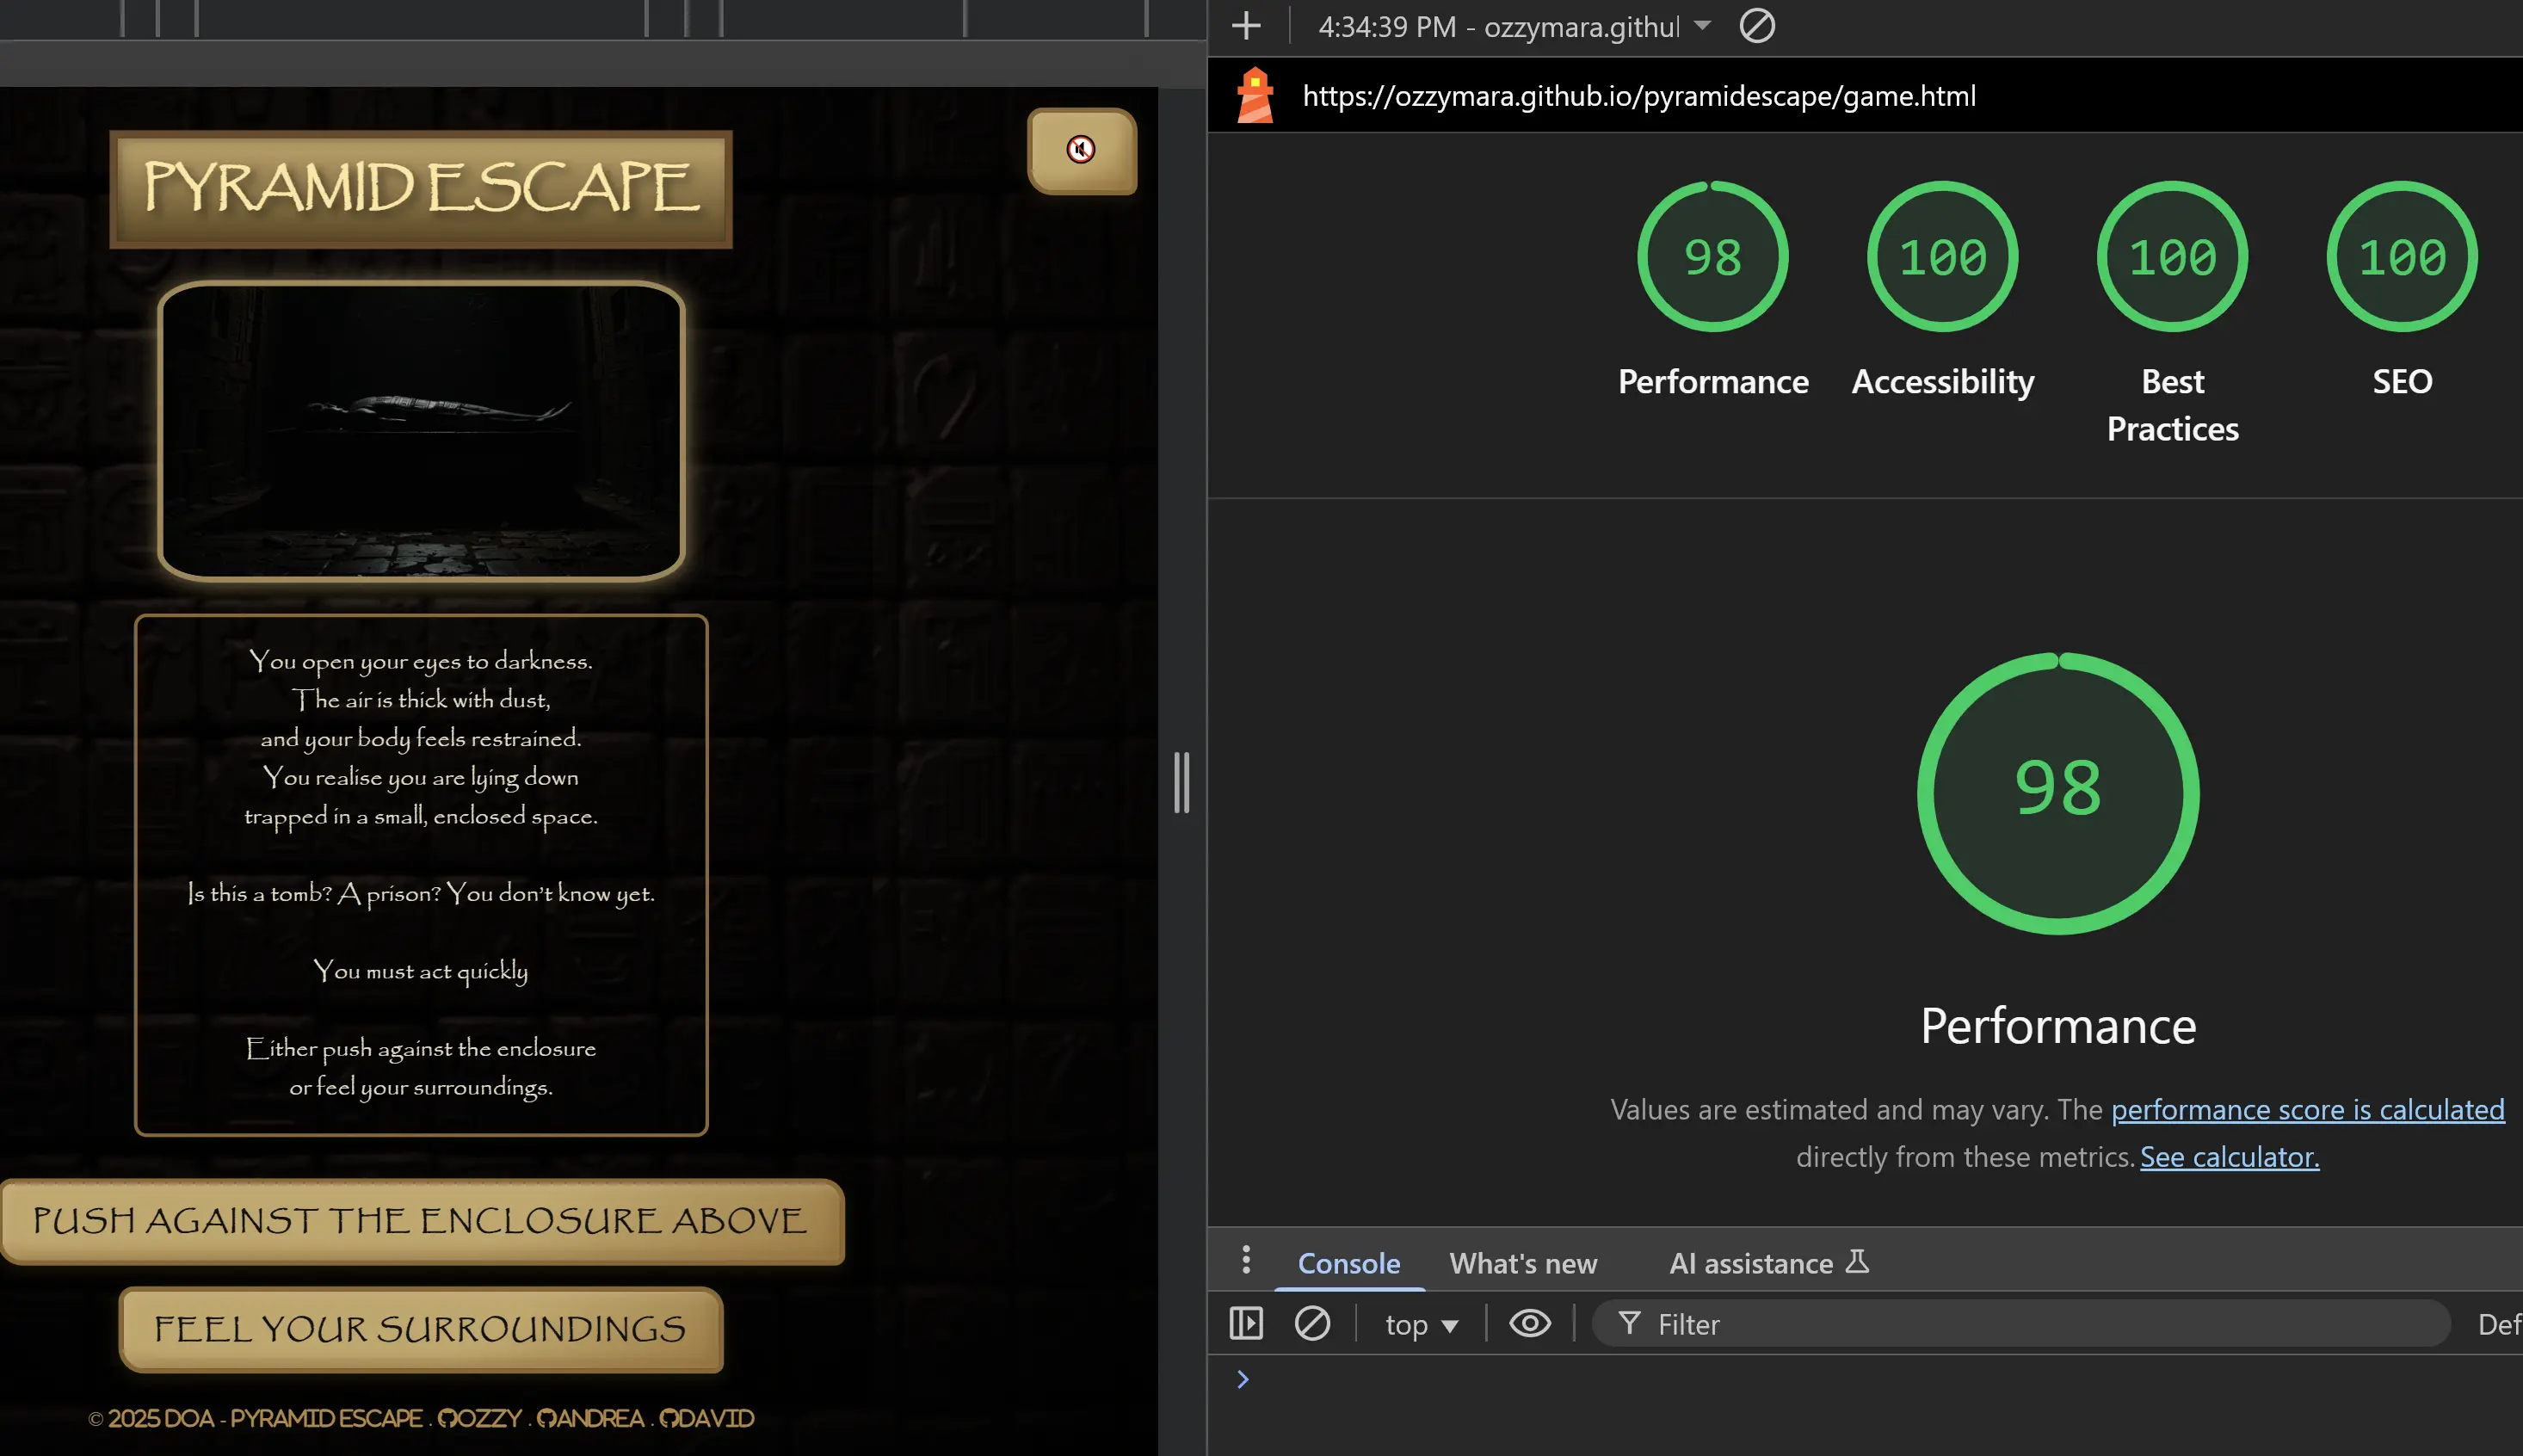 PYRAMID ESCAPE
You open your eyes to darkness.
The air is thick with dust,
and your body feels restrained.
You realise you are lying down
trapped in a small, enclosed space.
Is this a tomb? A prison? You don't know yet.
You must act quickly
Either push against the enclosure
or feel your surroundings.
PUSH AGAINST THE ENCLOSURE ABOVE
FEEL YOUR SURROUNDINGS
© 2025 DOA - PYRAMID ESCAPE . OZZY . ANDREA . DAVID
4:34:39 PM - ozzymara.githul
https://ozzymara.github.io/pyramidescape/game.html
98 100 100 100
Performance Accessibility Best Practices SEO
98
Performance
Values are estimated and may vary. The performance score is calculated
directly from these metrics. See calculator.
Console What's new AI assistance
top Filter Def